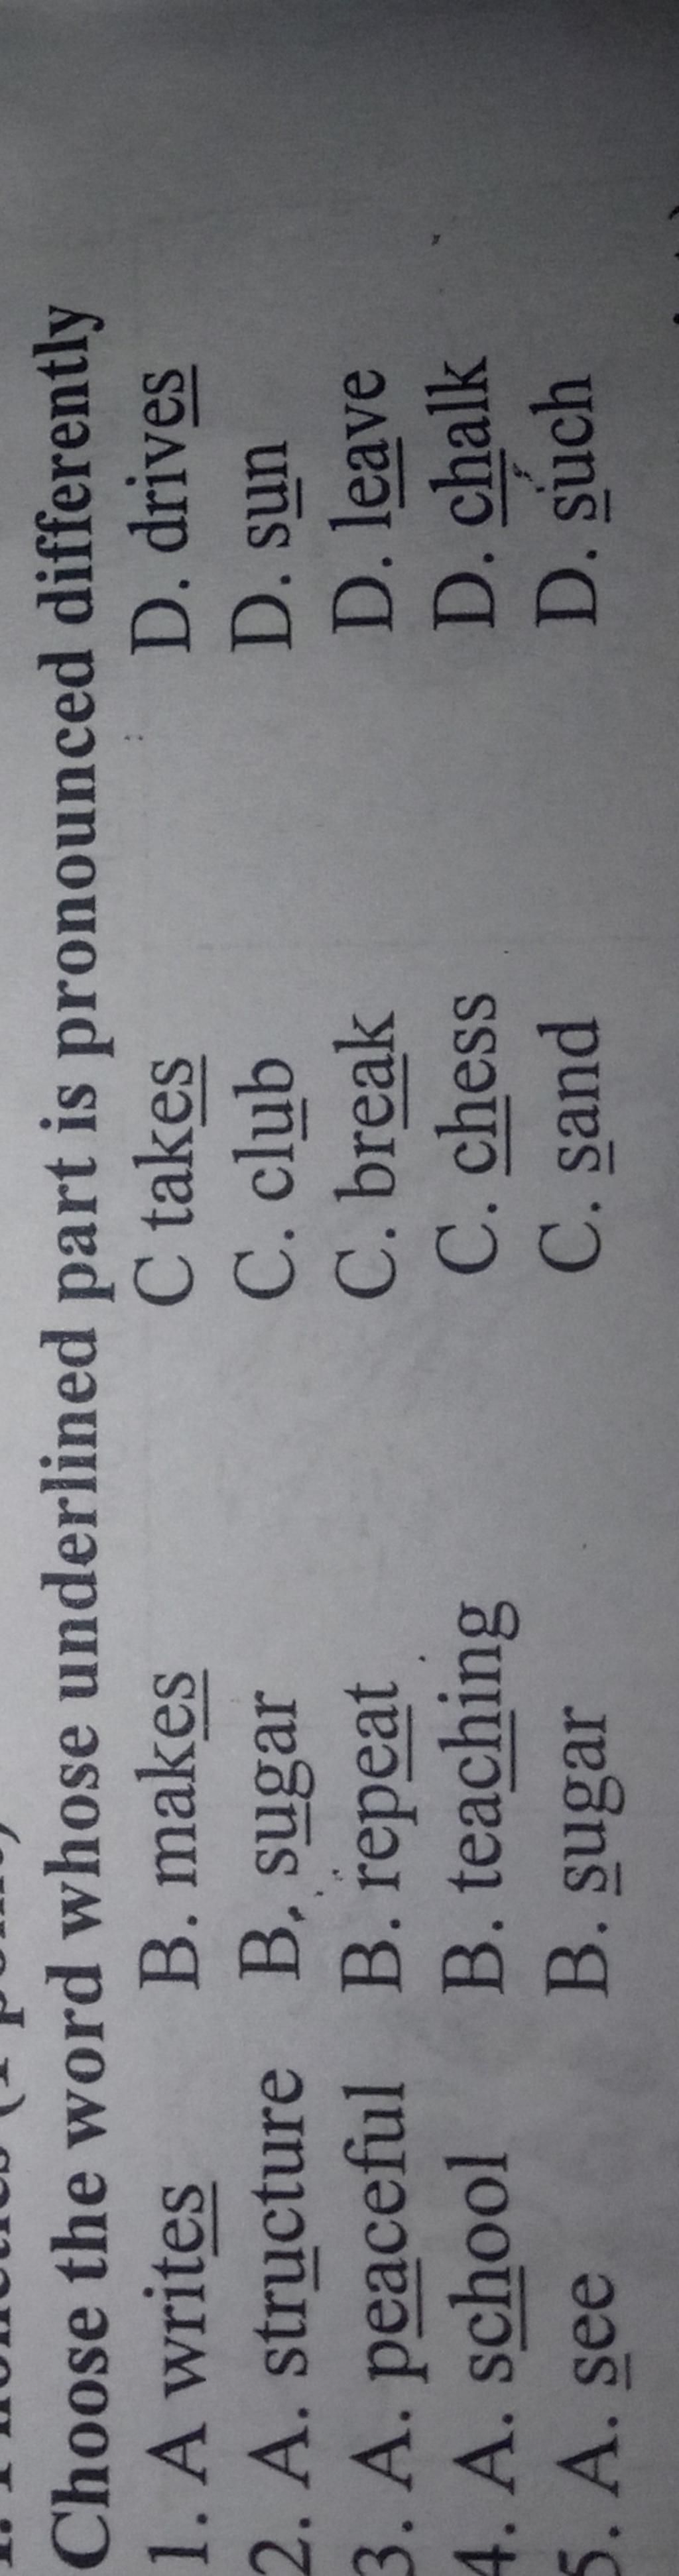 Choose the word whose underlined part is pronounced differently
1. A writes B. makes C takes D. drives
2. A. structure B. sugar C. club D. sun
3. A. peaceful B. repeat C. break D. leave
4. A. school B. teaching C. chess D. chalk
5. A. see B. sugar C. sand D. such